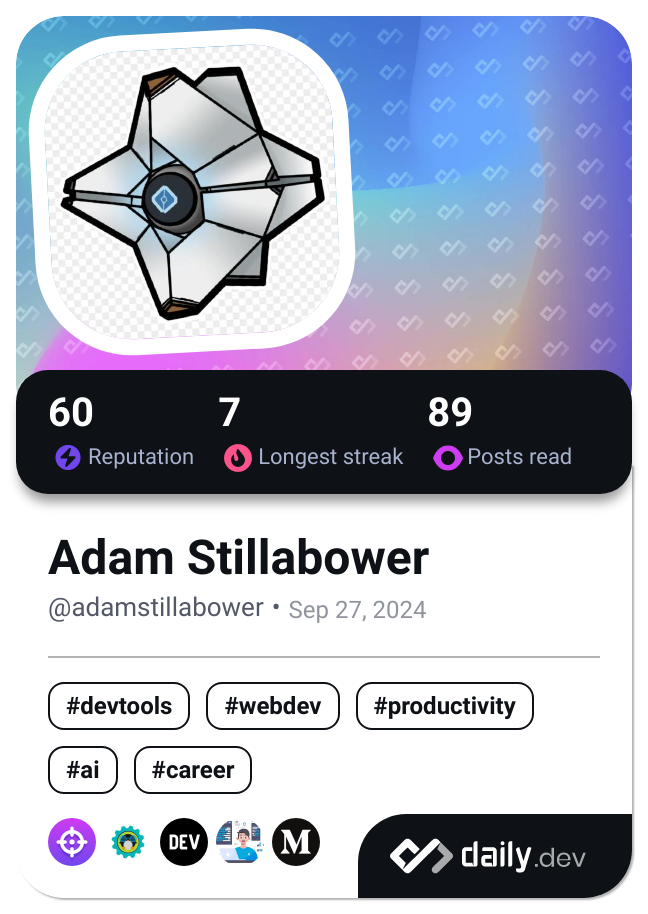 60 7 89
Reputation Longest streak Posts read
Adam Stillabower
@adamstillabower • Sep 27, 2024
#devtools #webdev #productivity
#ai #career
DEV M
daily.dev